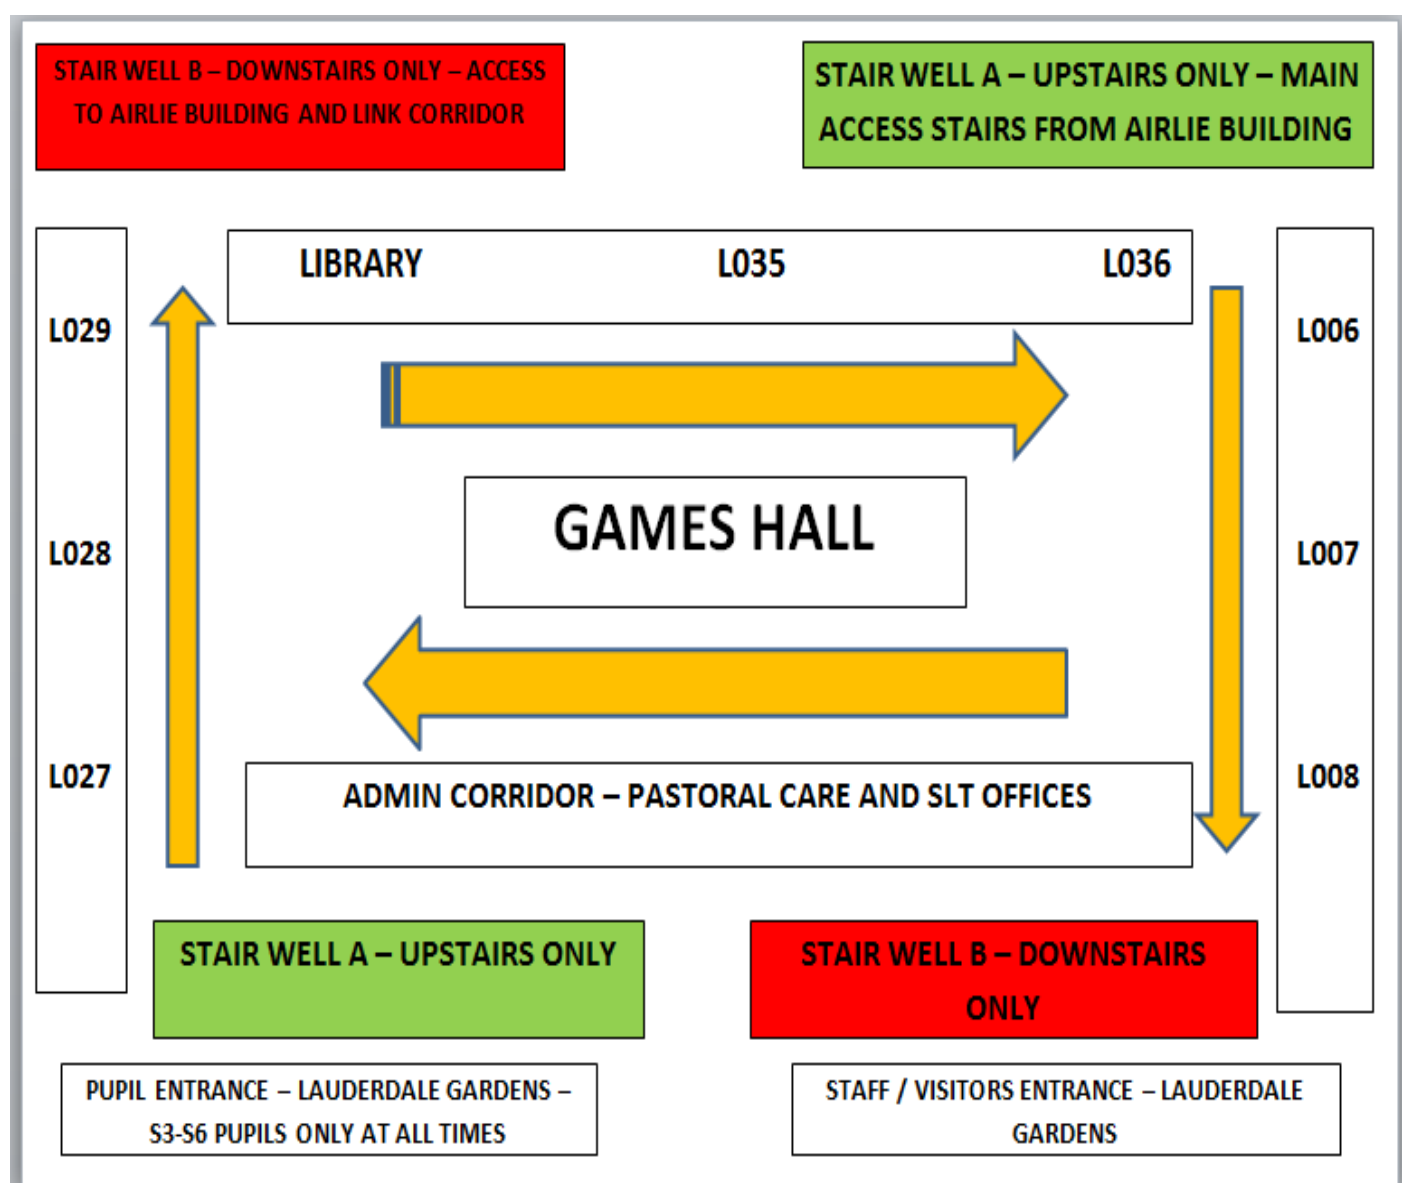 STAIR WELL B – DOWNSTAIRS ONLY – ACCESS
TO AIRLIE BUILDING AND LINK CORRIDOR
STAIR WELL A – UPSTAIRS ONLY – MAIN
ACCESS STAIRS FROM AIRLIE BUILDING
LIBRARY L035 L036
L029
L006
GAMES HALL
L028
L007
L027
L008
ADMIN CORRIDOR – PASTORAL CARE AND SLT OFFICES
STAIR WELL A – UPSTAIRS ONLY
STAIR WELL B – DOWNSTAIRS
ONLY
PUPIL ENTRANCE – LAUDERDALE GARDENS –
S3-S6 PUPILS ONLY AT ALL TIMES
STAFF / VISITORS ENTRANCE – LAUDERDALE
GARDENS